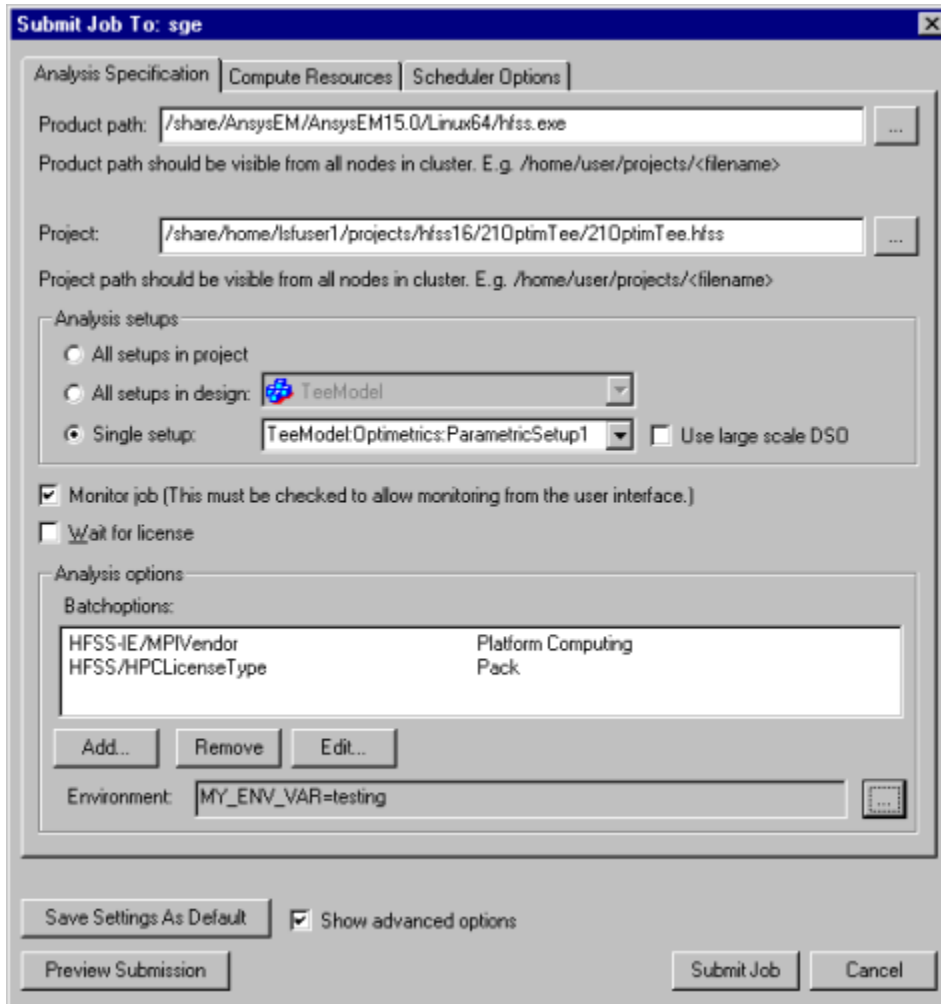 Submit Job To: sge
Analysis Specification Compute Resources Scheduler Options
Product path: /share/AnsysEM/AnsysEM15.0/Linux64/hfss.exe ...
Product path should be visible from all nodes in cluster. E.g. /home/user/projects/<filename>
Project: /share/home/lsfuser1/projects/hfss16/21OptimTee/21OptimTee.hfss ...
Project path should be visible from all nodes in cluster. E.g. /home/user/projects/<filename>
Analysis setups
All setups in project
All setups in design: TeeModel
Single setup: TeeModel:Optimetrics:ParametricSetup1 Use large scale DSO
Monitor job (This must be checked to allow monitoring from the user interface.)
Wait for license
Analysis options
Batchoptions:
HFSS-IE/MPIVendor Platform Computing
HFSS/HPCLicenseType Pack
Add... Remove Edit...
Environment: MY_ENV_VAR=testing ...
Save Settings As Default Show advanced options
Preview Submission Submit Job Cancel